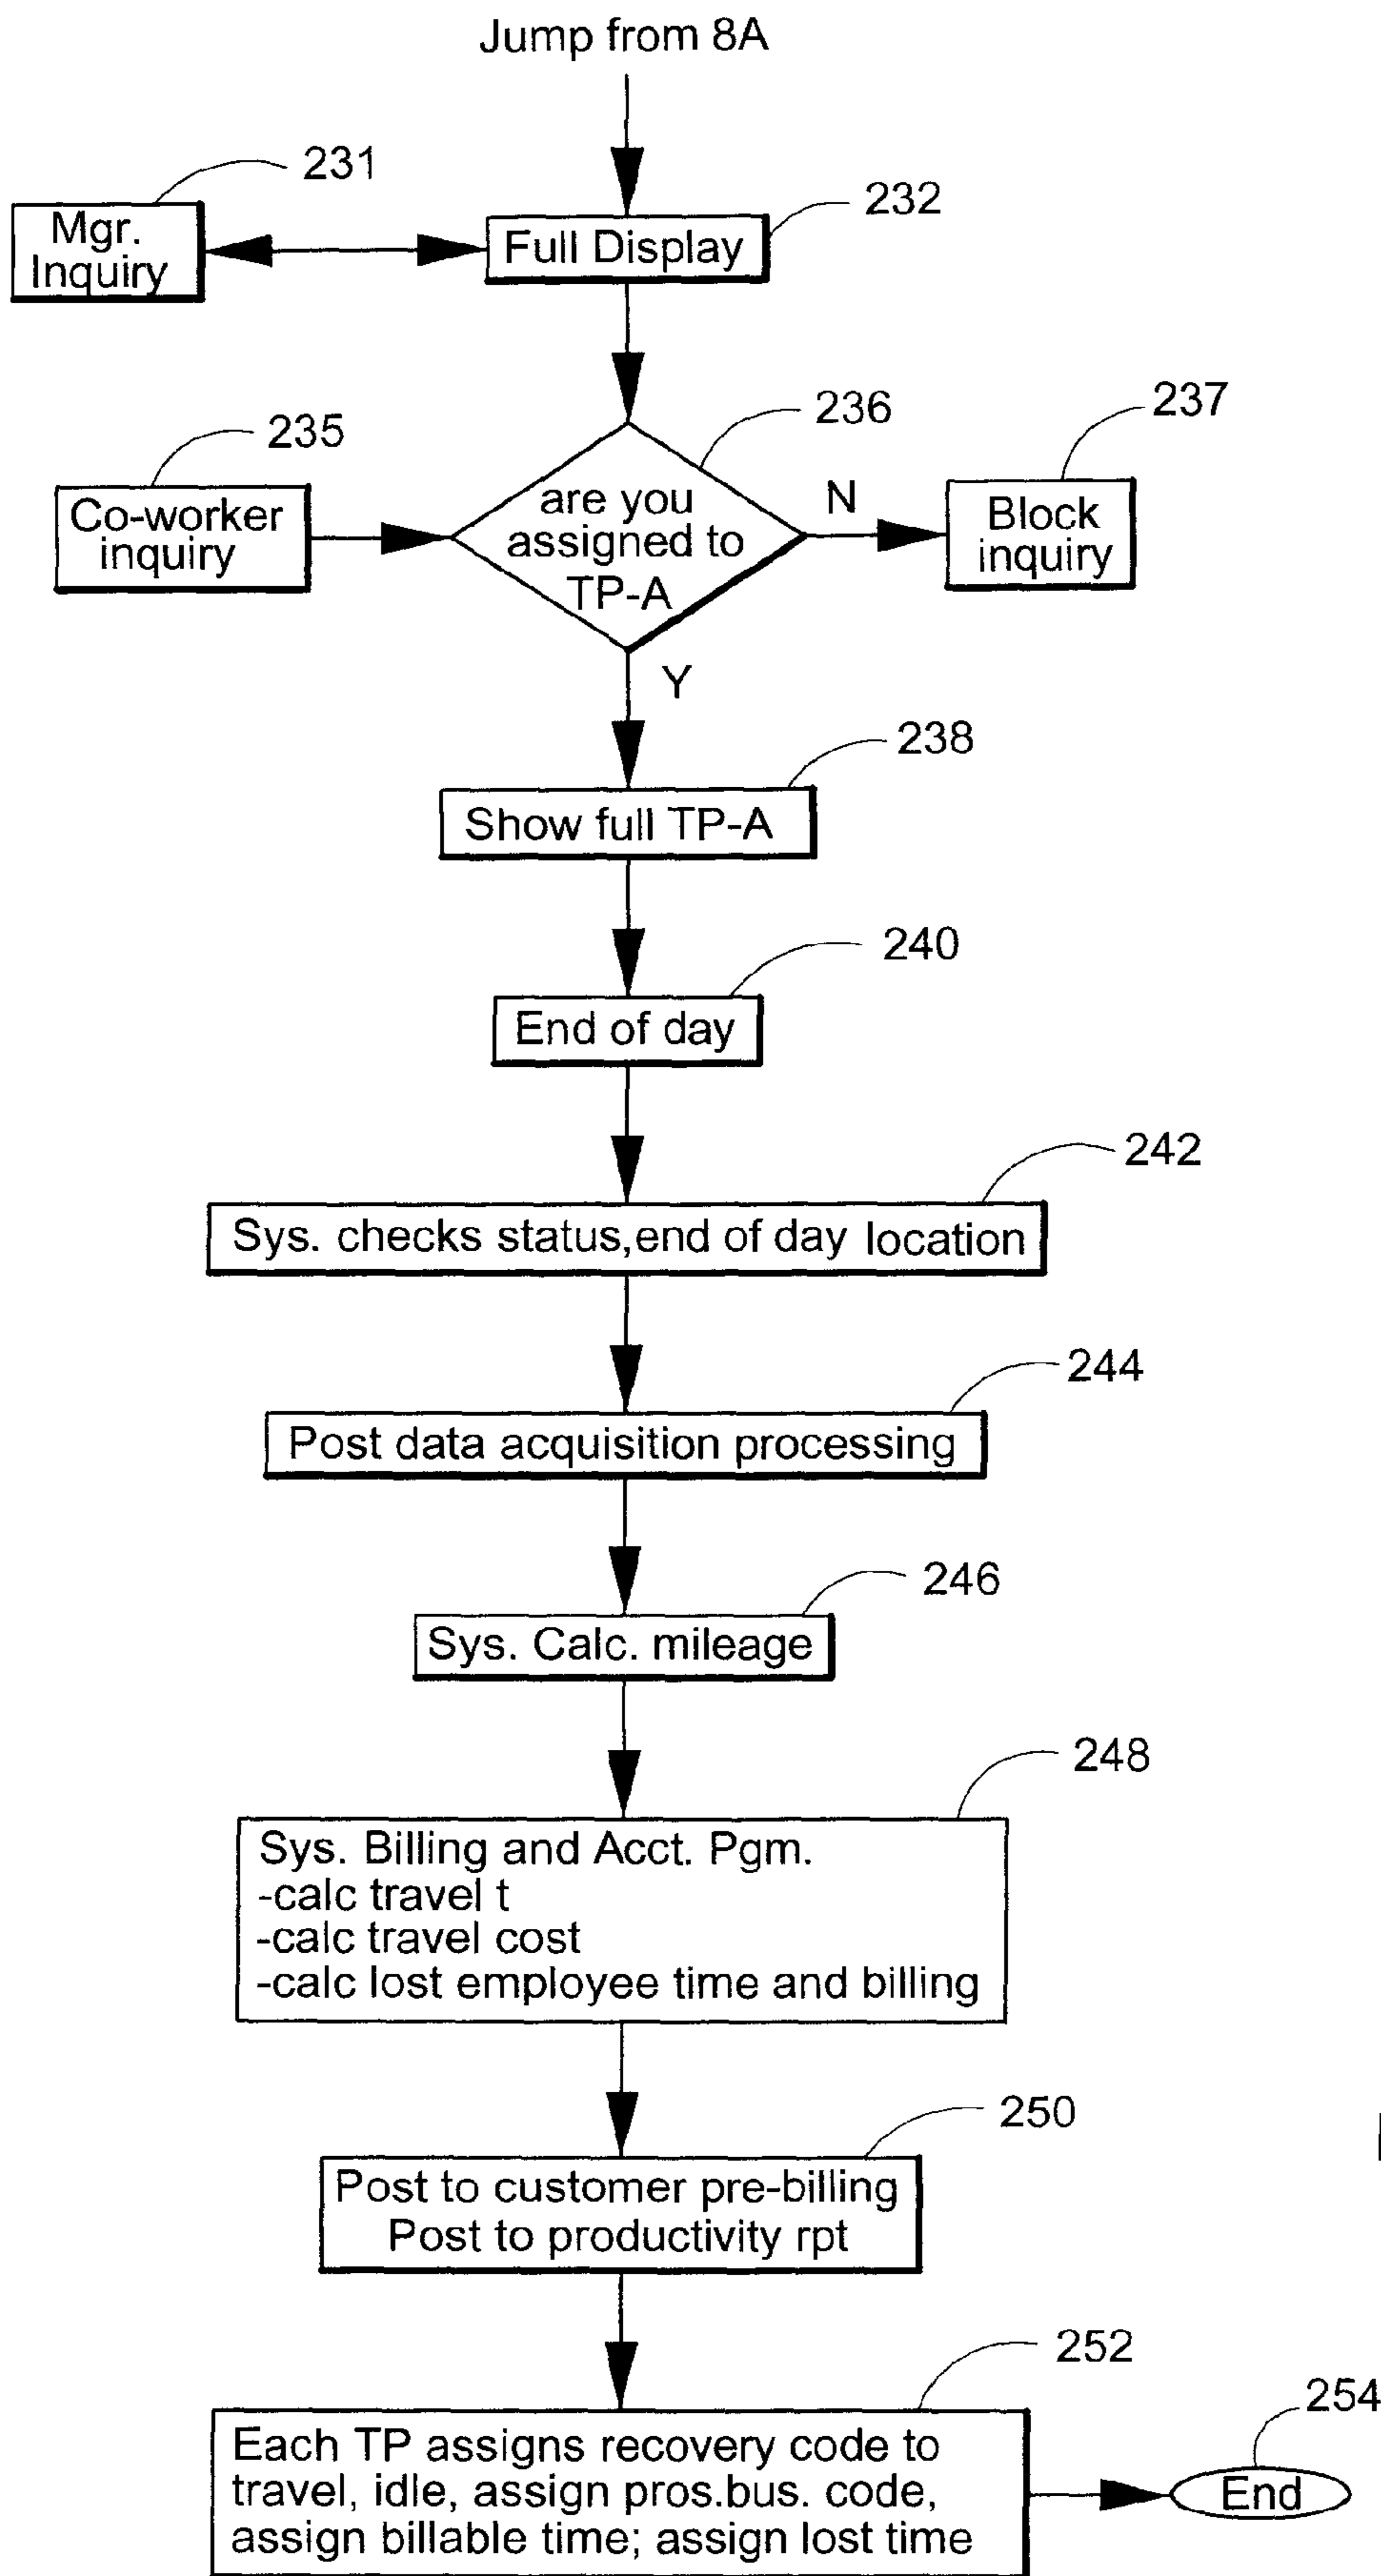 Jump from 8A
231
232
Mgr.
Inquiry
Full Display
235
236
237
Co-worker
inquiry
are you
assigned to
TP-A
N
Block
inquiry
Y
238
Show full TP-A
240
End of day
242
Sys. checks status,end of day location
244
Post data acquisition processing
246
Sys. Calc. mileage
248
Sys. Billing and Acct. Pgm.
-calc travel t
-calc travel cost
-calc lost employee time and billing
250
Post to customer pre-billing
Post to productivity rpt
252
254
Each TP assigns recovery code to
travel, idle, assign pros.bus. code,
assign billable time; assign lost time
End